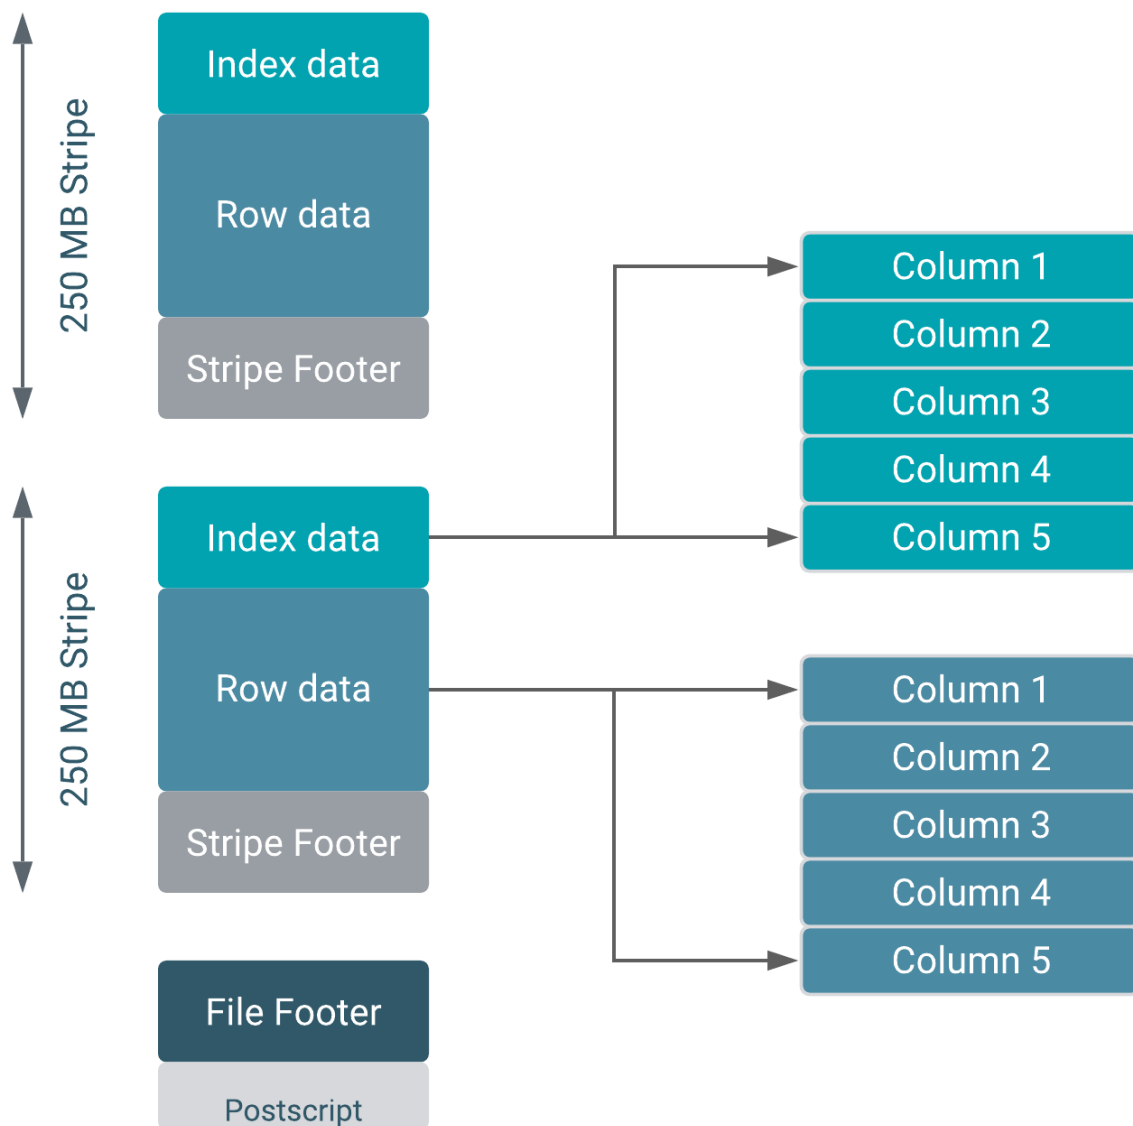 250 MB Stripe
Index data
Row data
Stripe Footer
250 MB Stripe
Index data
Row data
Stripe Footer
File Footer
Postscript
Column 1
Column 2
Column 3
Column 4
Column 5
Column 1
Column 2
Column 3
Column 4
Column 5